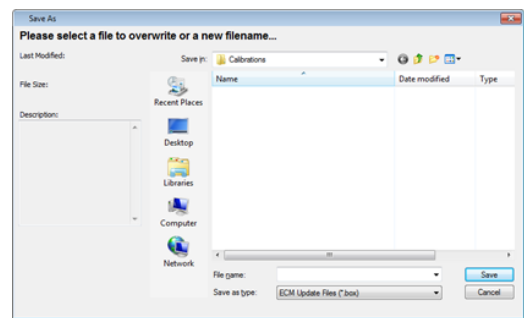 Save As
Please select a file to overwrite or a new filename...
Last Modified:
Save in:
Calibrations
File Size:
Description:
Name
Date modified
Type
Recent Places
Desktop
Libraries
Computer
Network
File name:
Save
Save as type:
ECM Update Files (*.box)
Cancel